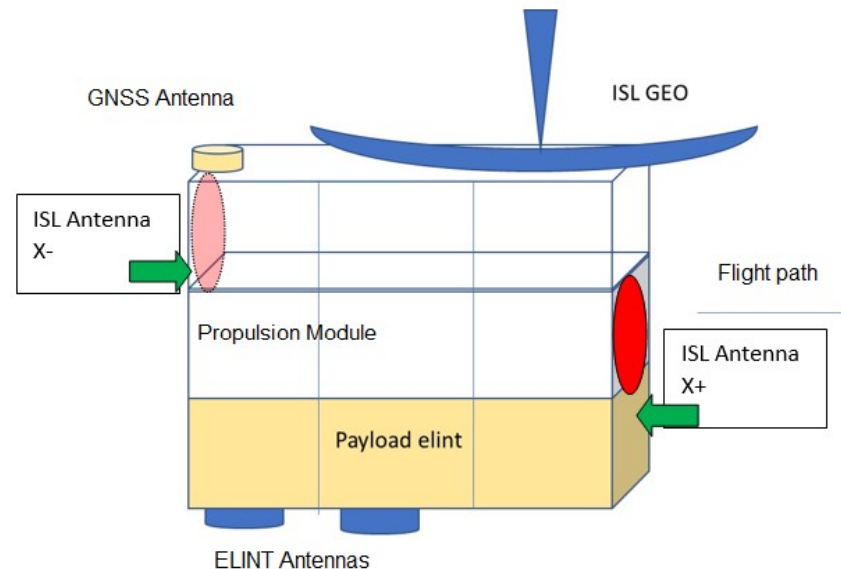 ISL GEO
GNSS Antenna
ISL Antenna
X-
Flight path
Propulsion Module
ISL Antenna
X+
Payload elint
ELINT Antennas